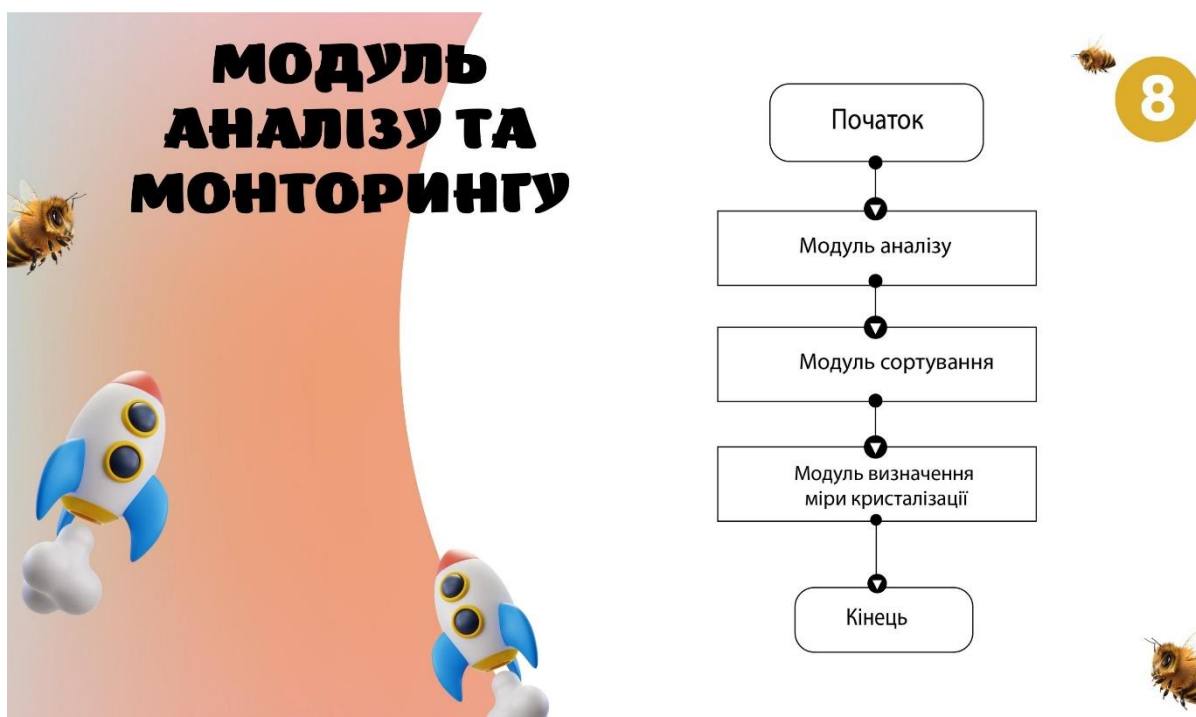 МОДУЛЬ
АНАЛІЗУ ТА
МОНТОРИНГУ
8
Початок
Модуль аналізу
Модуль сортування
Модуль визначення
міри кристалізації
Кінець